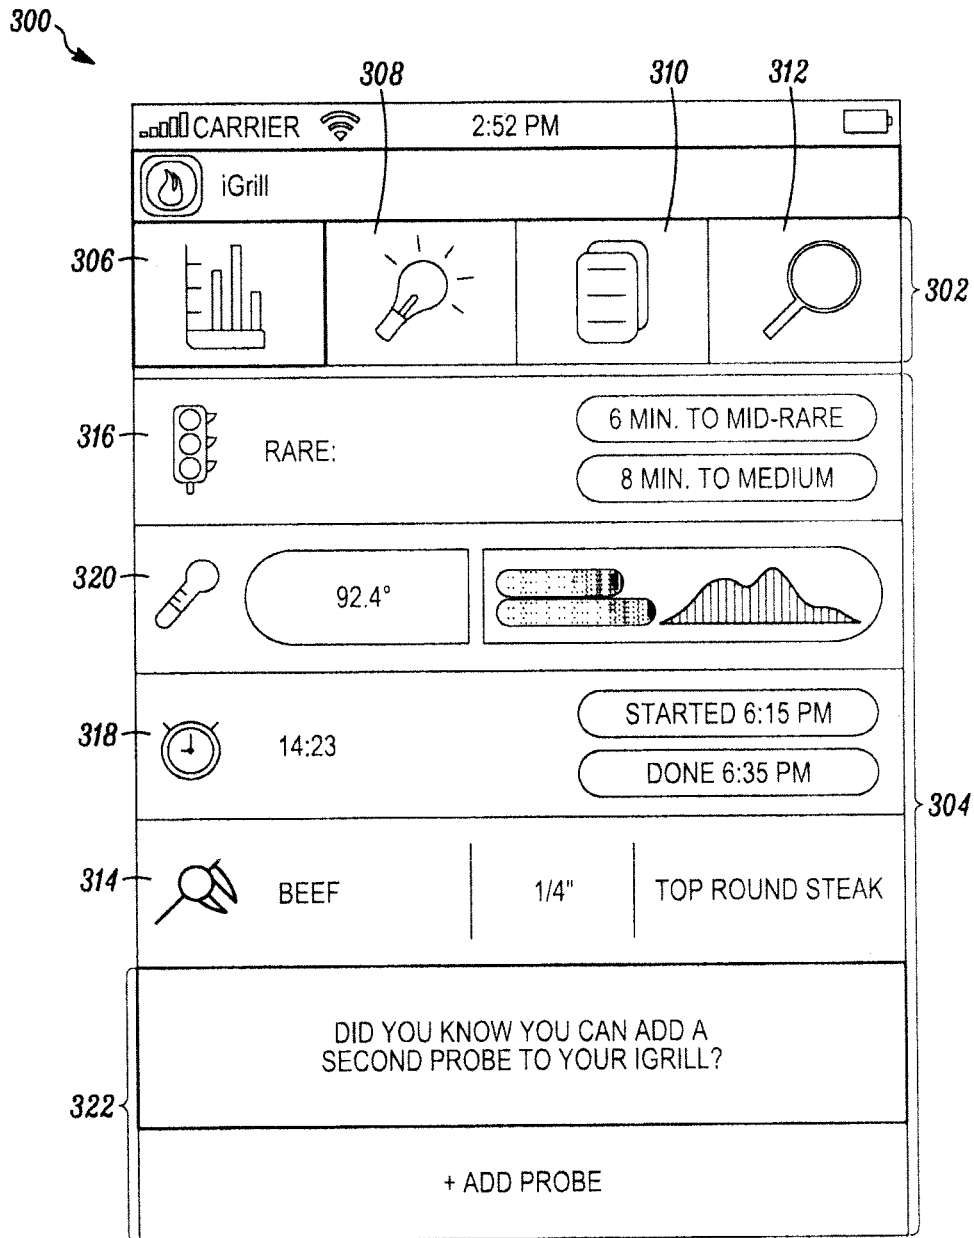 300
308
310
312
CARRIER
2:52 PM
iGrill
306
302
316
RARE:
6 MIN. TO MID-RARE
8 MIN. TO MEDIUM
320
92.4°
318
14:23
STARTED 6:15 PM
DONE 6:35 PM
304
314
BEEF
1/4"
TOP ROUND STEAK
DID YOU KNOW YOU CAN ADD A
SECOND PROBE TO YOUR IGRILL?
322
+ ADD PROBE